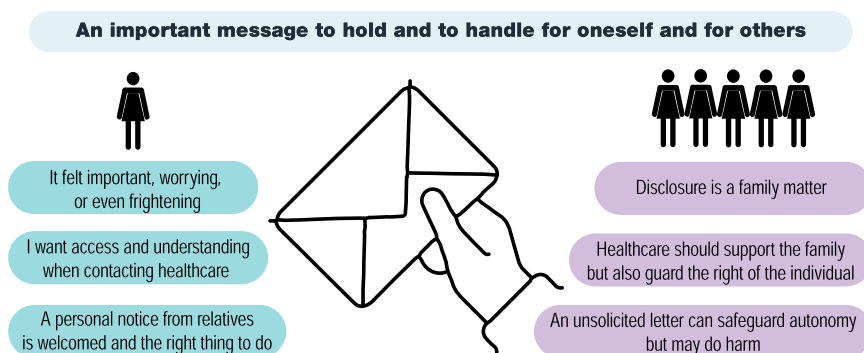 An important message to hold and to handle for oneself and for others
It felt important, worrying,
or even frightening
I want access and understanding
when contacting healthcare
A personal notice from relatives
is welcomed and the right thing to do
Disclosure is a family matter
Healthcare should support the family
but also guard the right of the individual
An unsolicited letter can safeguard autonomy
but may do harm